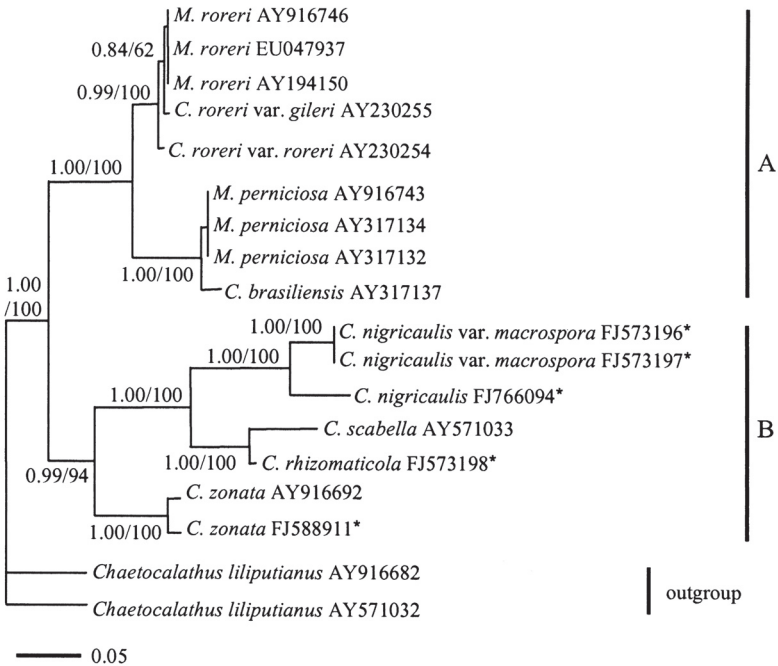 M. roreri AY916746
0.84/62
M. roreri EU047937
M. roreri AY194150
0.99/100
C. roreri var. gileri AY230255
C. roreri var. roreri AY230254
1.00/100
A
M. perniciosa AY916743
M. perniciosa AY317134
M. perniciosa AY317132
1.00/100
C. brasiliensis AY317137
1.00
/100
1.00/100
C. nigricaulis var. macrospora FJ573196*
C. nigricaulis var. macrospora FJ573197*
1.00/100
C. nigricaulis FJ766094*
1.00/100
C. scabella AY571033
B
1.00/100
C. rhizomaticola FJ573198*
0.99/94
C. zonata AY916692
C. zonata FJ588911*
1.00/100
Chaetocalathus liliputianus AY916682
outgroup
Chaetocalathus liliputianus AY571032
0.05